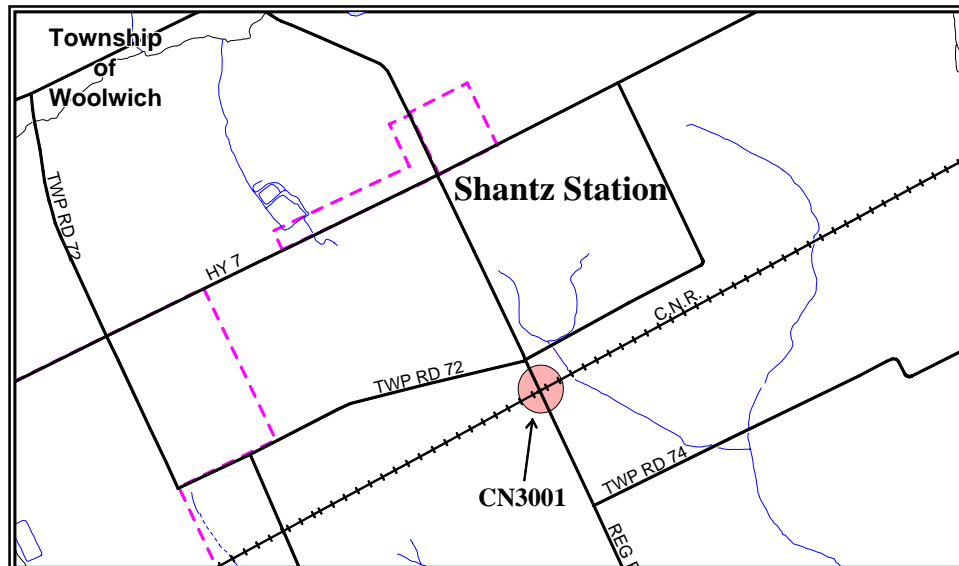 Township
of
Woolwich
TWP RD 72
Shantz Station
HY 7
C.N.R.
TWP RD 72
TWP RD 74
CN3001
REG